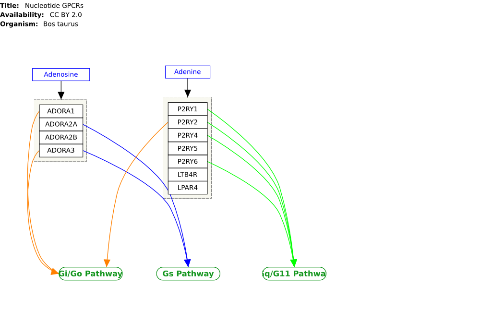 Title: Nucleotide GPCRs
Availability: CC BY 2.0
Organism: Bos taurus
Adenosine
Adenine
ADORA1
ADORA2A
ADORA2B
ADORA3
P2RY1
P2RY2
P2RY4
P2RY5
P2RY6
LTB4R
LPAR4
Gi/Go Pathway
Gs Pathway
q/G11 Pathwa